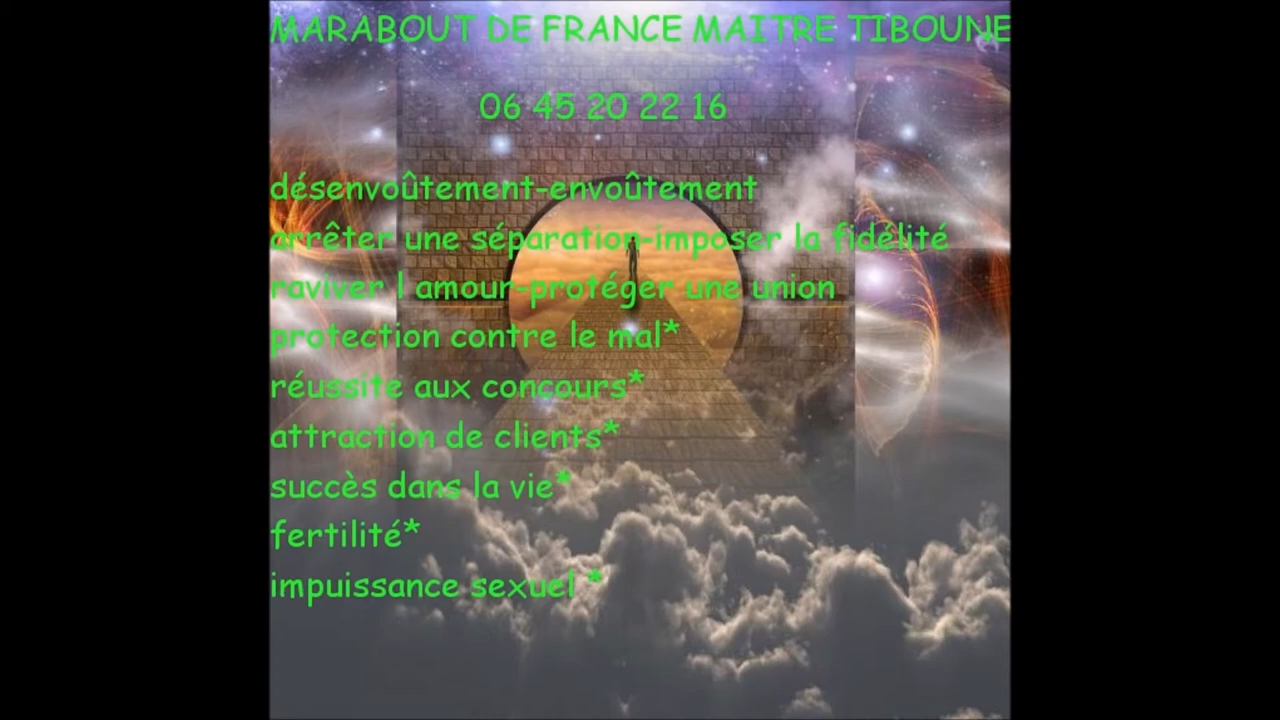 MARABOUT DE FRANCE MAITRE TIBOUNE
06 45 20 22 16
désenvoûtement-envoûtement
arrêter une séparation-imposer la fidélité
raviver l amour-protéger une union
protection contre le mal*
réussite aux concours*
attraction de clients*
succès dans la vie*
fertilité*
impuissance sexuel *